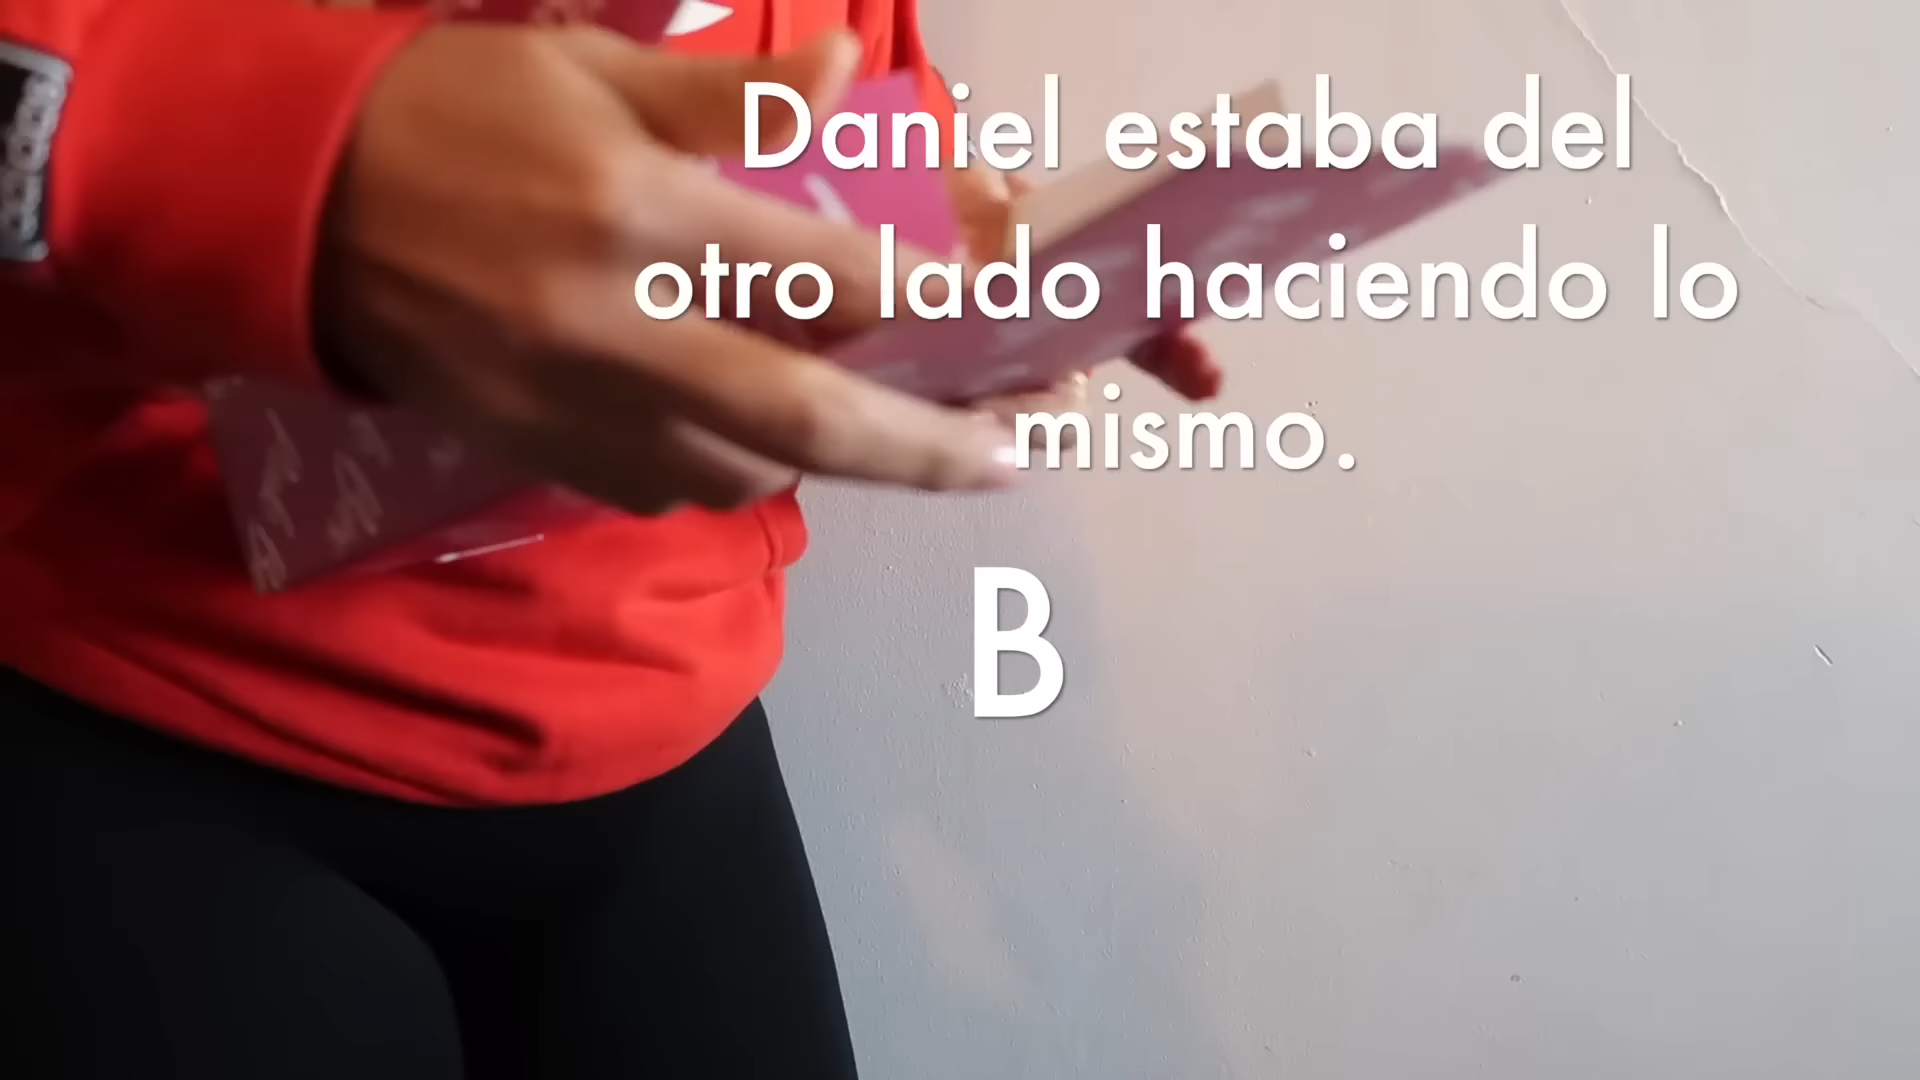 Daniel estaba del
otro lado haciendo lo
mismo.
B